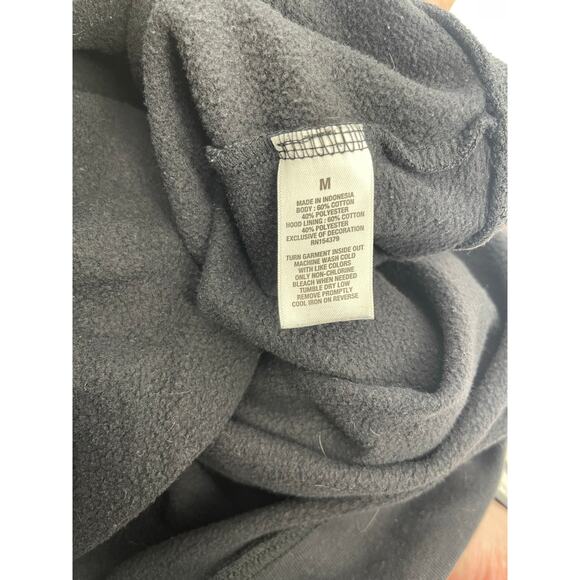 M
MADE IN INDONESIA
BODY : 60% COTTON
40% POLYESTER
HOOD LINING : 60% COTTON
40% POLYESTER
EXCLUSIVE OF DECORATION
RN154379
TURN GARMENT INSIDE OUT
MACHINE WASH COLD
WITH LIKE COLORS
ONLY NON-CHLORINE
BLEACH WHEN NEEDED
TUMBLE DRY LOW
REMOVE PROMPTLY
COOL IRON ON REVERSE